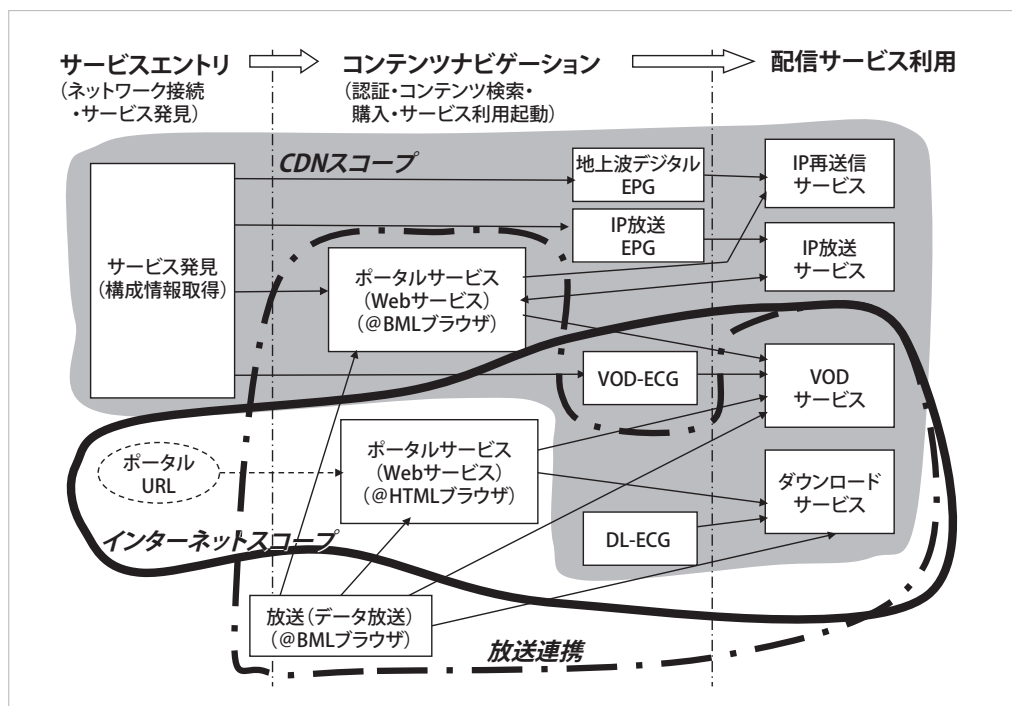 サービスエントリ
(ネットワーク接続
・サービス発見)
コンテンツナビゲーション
(認証・コンテンツ検索・
購入・サービス利用起動)
配信サービス利用
CDNスコープ
サービス発見
(構成情報取得)
地上波デジタル
EPG
IP放送
EPG
IP再送信
サービス
IP放送
サービス
ポータルサービス
(Webサービス)
(@BMLブラウザ)
VOD-ECG
VOD
サービス
ポータル
URL
ポータルサービス
(Webサービス)
(@HTMLブラウザ)
ダウンロード
サービス
DL-ECG
インターネットスコープ
放送(データ放送)
(@BMLブラウザ)
放送連携